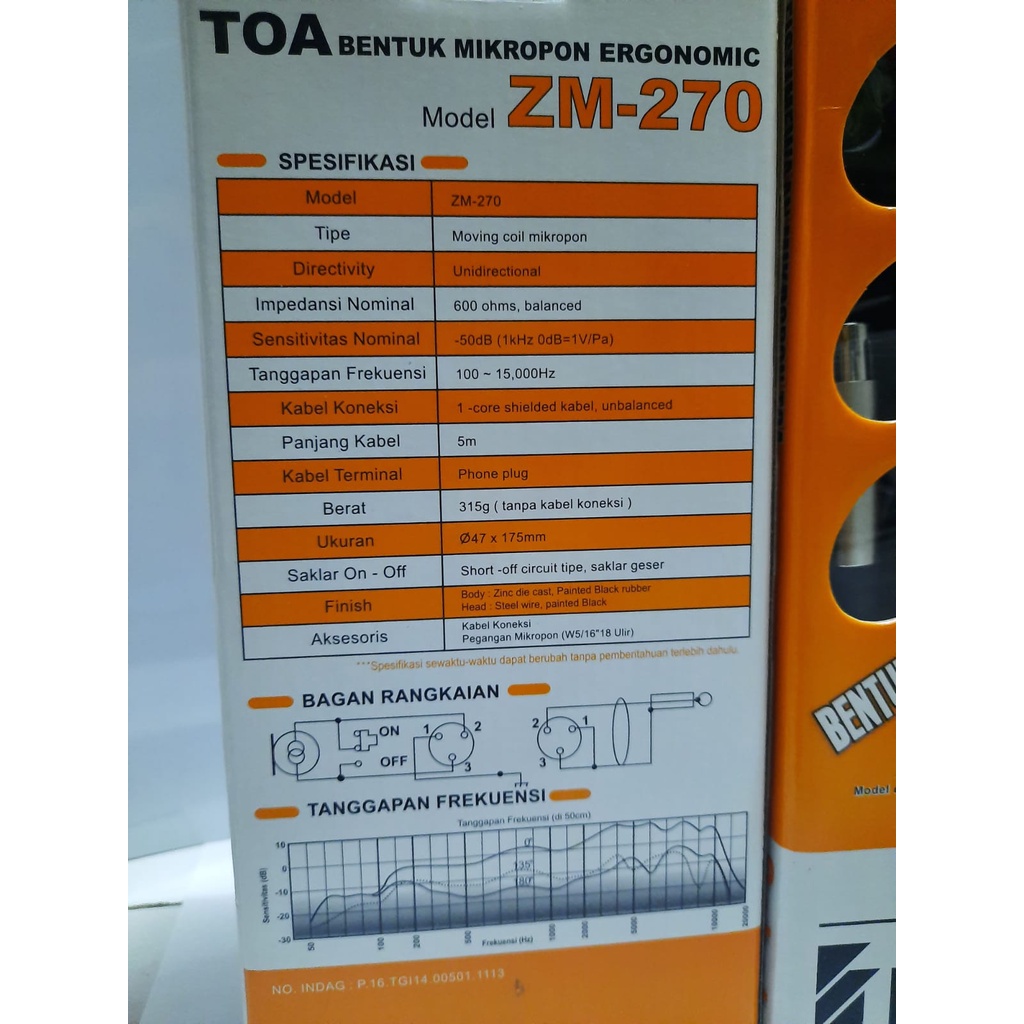 TOA BENTUK MIKROPON ERGONOMIC
Model ZM-270
SPESIFIKASI
Model ZM-270
Tipe Moving coil mikropon
Directivity Unidirectional
Impedansi Nominal 600 ohms, balanced
Sensitivitas Nominal -50dB (1kHz 0dB=1V/Pa)
Tanggapan Frekuensi 100 ~ 15,000Hz
Kabel Koneksi 1 -core shielded kabel, unbalanced
Panjang Kabel 5m
Kabel Terminal Phone plug
Berat 315g ( tanpa kabel koneksi )
Ukuran Ø47 x 175mm
Saklar On - Off Short -off circuit tipe, saklar geser
Finish Body : Zinc die cast, Painted Black rubber
Head : Steel wire, painted Black
Aksesoris Kabel Koneksi
Pegangan Mikropon (W5/16"18 Ulir)
***Spesifikasi sewaktu-waktu dapat berubah tanpa pemberitahuan terlebih dahulu.
BAGAN RANGKAIAN
ON
OFF
1 2
3
2 1
3
TANGGAPAN FREKUENSI
Tanggapan Frekuensi (di 50cm)
Sensitivitas (dB)
10
0
-10
-20
-30
0°
135°
180°
50 100 200 500 1000 2000 5000 10000 20000
Frekuensi (Hz)
NO. INDAG : P.16.TGI14.00501.1113
Model